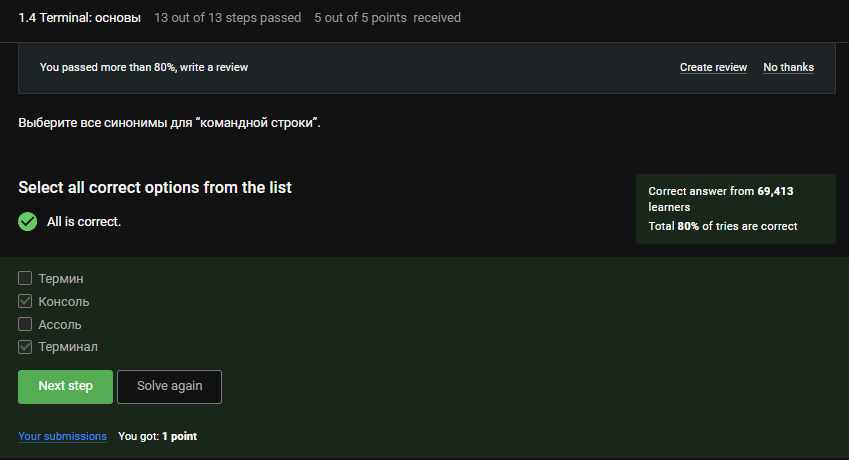 1.4 Terminal: основы 13 out of 13 steps passed 5 out of 5 points received
You passed more than 80%, write a review Create review No thanks
Выберите все синонимы для “командной строки”.
Select all correct options from the list
All is correct.
Correct answer from 69,413
learners
Total 80% of tries are correct
Термин
Консоль
Ассоль
Терминал
Next step Solve again
Your submissions You got: 1 point